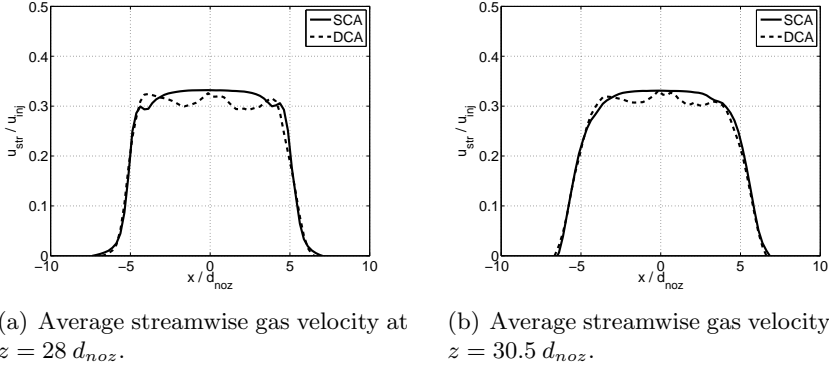 0.5
0.4
0.3
0.2
0.1
0
−10
−5
0
5
10
x / d_noz
u_str / u_inj
SCA
DCA
0.5
0.4
0.3
0.2
0.1
0
−10
−5
0
5
10
x / d_noz
u_str / u_inj
SCA
DCA
(a) Average streamwise gas velocity at
z = 28 d_noz.
(b) Average streamwise gas velocity
z = 30.5 d_noz.